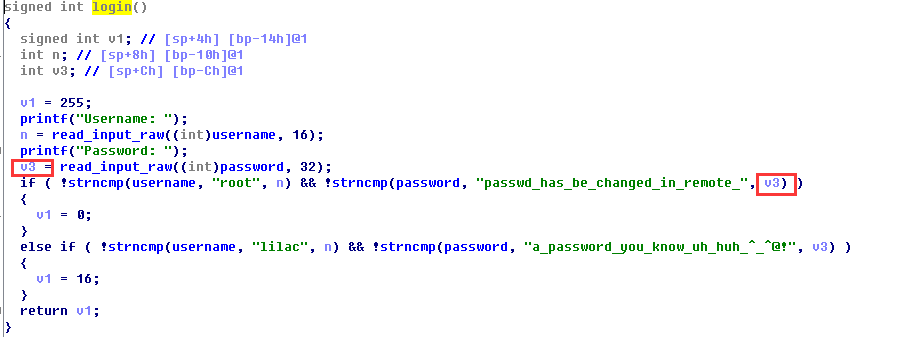 signed int login()
{
  signed int v1; // [sp+4h] [bp-14h]@1
  int n; // [sp+8h] [bp-10h]@1
  int v3; // [sp+Ch] [bp-Ch]@1

  v1 = 255;
  printf("Username: ");
  n = read_input_raw((int)username, 16);
  printf("Password: ");
  v3 = read_input_raw((int)password, 32);
  if ( !strncmp(username, "root", n) && !strncmp(password, "passwd_has_be_changed_in_remote_", v3) )
  {
    v1 = 0;
  }
  else if ( !strncmp(username, "lilac", n) && !strncmp(password, "a_password_you_know_uh_huh_^_^@!", v3) )
  {
    v1 = 16;
  }
  return v1;
}